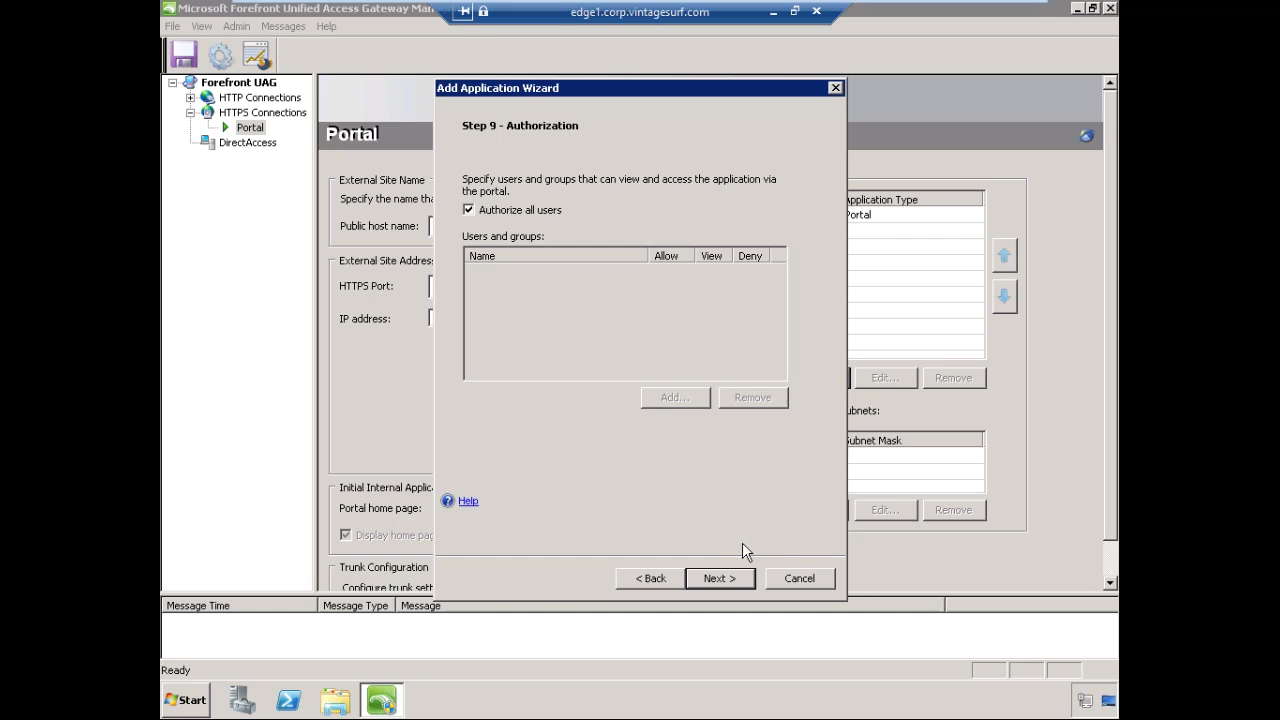 Microsoft Forefront Unified Access Gateway Man
edge1.corp.vintagesurf.com
File View Admin Messages Help
Forefront UAG
HTTP Connections
HTTPS Connections
Portal
DirectAccess
Portal
External Site Name
Specify the name tha
Public host name:
External Site Address
HTTPS Port:
IP address:
Initial Internal Applica
Portal home page:
Display home pag
Trunk Configuration
Configure trunk sett
Add Application Wizard
Step 9 - Authorization
Specify users and groups that can view and access the application via
the portal.
Authorize all users
Users and groups:
Name Allow View Deny
Add... Remove
Help
< Back Next > Cancel
Application Type
Portal
Edit... Remove
ubnets:
Subnet Mask
Edit... Remove
Message Time Message Type Message
Ready
Start